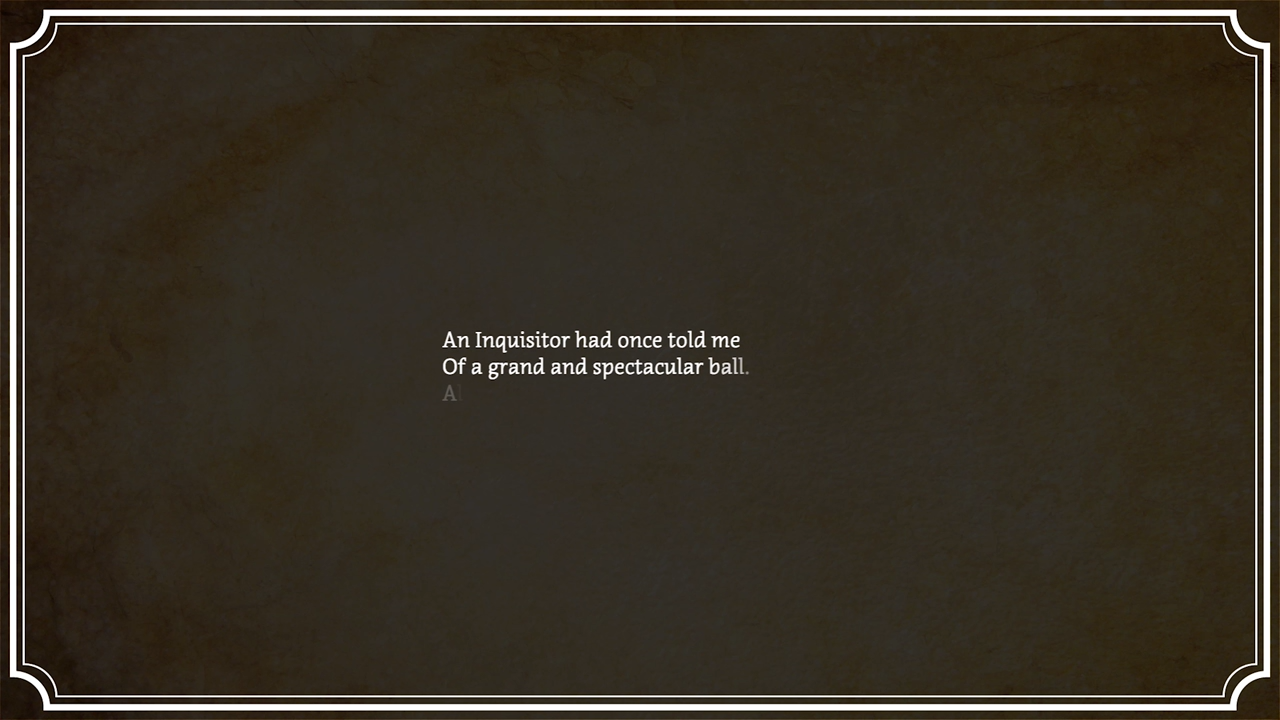 An Inquisitor had once told me
Of a grand and spectacular ball.